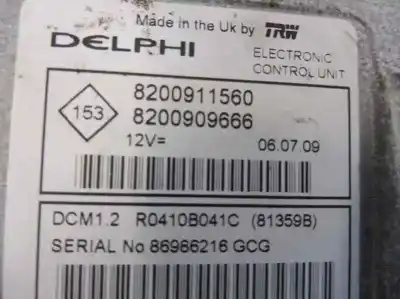 Made in the Uk by TRW
DELPHI
ELECTRONIC
CONTROL UNIT
153
8200911560
8200909666
12V= 06.07.09
DCM1.2 R0410B041C (81359B)
SERIAL No 86986216 GCG